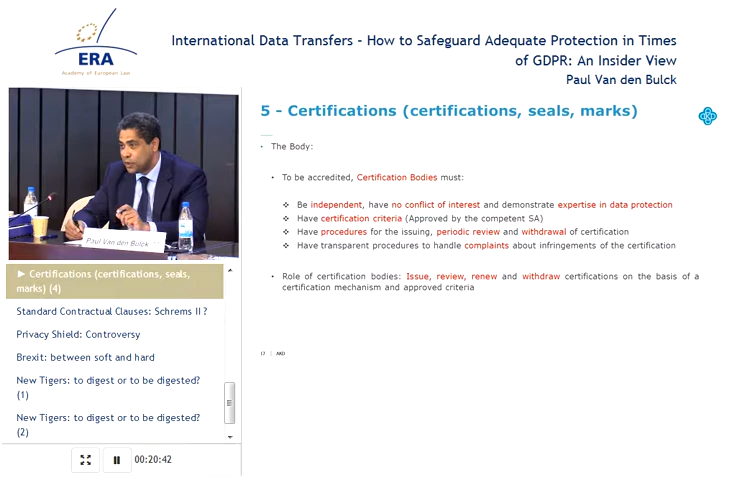 ERA
Academy of European Law
International Data Transfers – How to Safeguard Adequate Protection in Times
of GDPR: An Insider View
Paul Van den Bulck
5 - Certifications (certifications, seals, marks)
AKD
• The Body:
• To be accredited, Certification Bodies must:
❖ Be independent, have no conflict of interest and demonstrate expertise in data protection
❖ Have certification criteria (Approved by the competent SA)
❖ Have procedures for the issuing, periodic review and withdrawal of certification
❖ Have transparent procedures to handle complaints about infringements of the certification
• Role of certification bodies: Issue, review, renew and withdraw certifications on the basis of a
certification mechanism and approved criteria
17 | AKD
Paul Van den Bulck
► Certifications (certifications, seals,
marks) (4)
Standard Contractual Clauses: Schrems II ?
Privacy Shield: Controversy
Brexit: between soft and hard
New Tigers: to digest or to be digested?
(1)
New Tigers: to digest or to be digested?
(2)
00:20:42